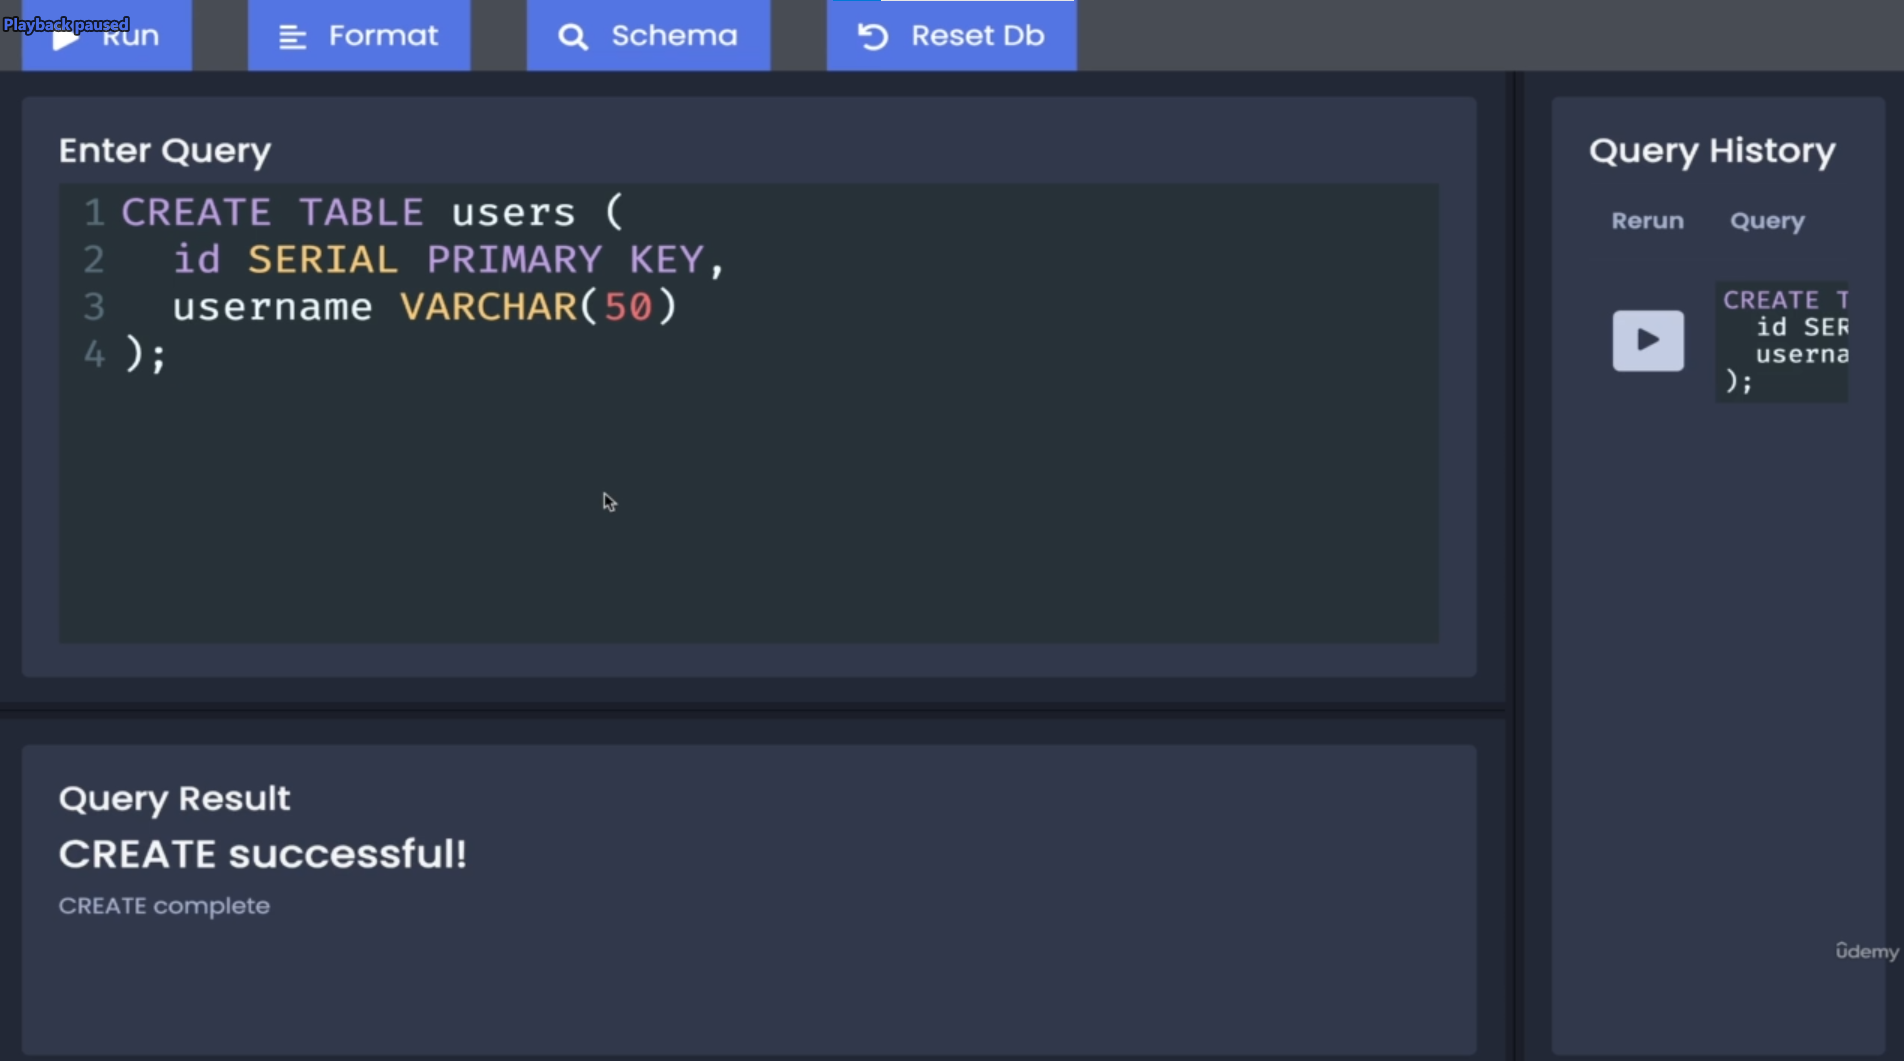 Playback paused
Run
Format
Schema
Reset Db
Enter Query
1 CREATE TABLE users (
2   id SERIAL PRIMARY KEY,
3   username VARCHAR(50)
4 );
Query Result
CREATE successful!
CREATE complete
Query History
Rerun Query
CREATE T
  id SER
  userna
);
ûdemy